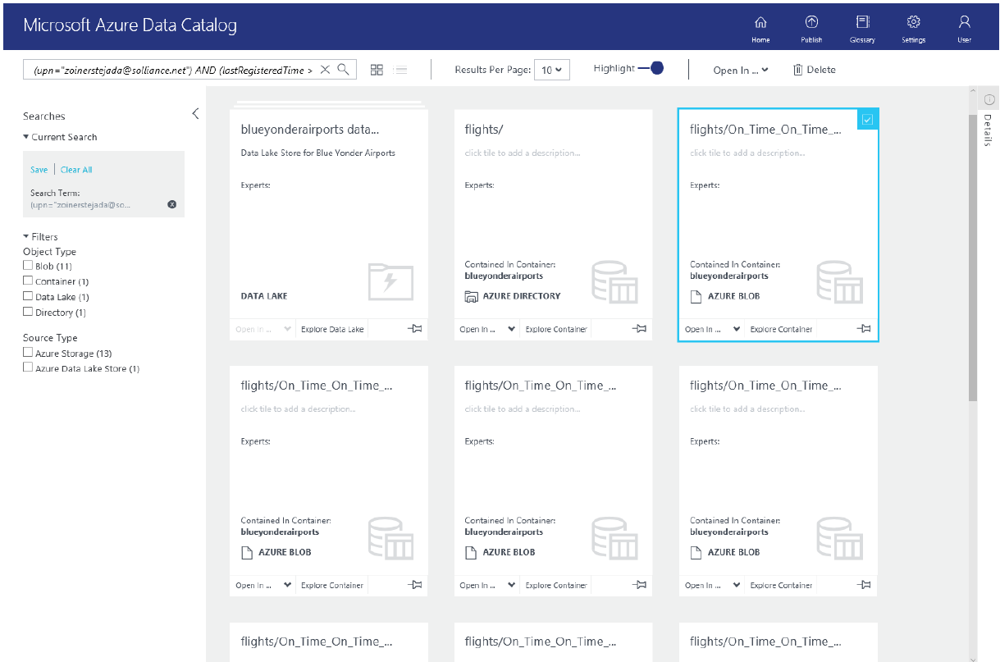 Microsoft Azure Data Catalog
Home
Publish
Glossary
Settings
User
(upn="zoinerstejada@solliance.net") AND (lastRegisteredTime >
Results Per Page: 10
Highlight
Open In ...
Delete
Searches
Current Search
Save | Clear All
Search Term:
(upn="zoinerstejada@so...
Filters
Object Type
Blob (11)
Container (1)
Data Lake (1)
Directory (1)
Source Type
Azure Storage (13)
Azure Data Lake Store (1)
blueyonderairports data...
Data Lake Store for Blue Yonder Airports
Experts:
DATA LAKE
Open In ...
Explore Data Lake
flights/
click tile to add a description...
Experts:
Contained In Container:
blueyonderairports
AZURE DIRECTORY
Open In ...
Explore Container
flights/On_Time_On_Time_...
click tile to add a description...
Experts:
Contained In Container:
blueyonderairports
AZURE BLOB
Open In ...
Explore Container
flights/On_Time_On_Time_...
click tile to add a description...
Experts:
Contained In Container:
blueyonderairports
AZURE BLOB
Open In ...
Explore Container
flights/On_Time_On_Time_...
click tile to add a description...
Experts:
Contained In Container:
blueyonderairports
AZURE BLOB
Open In ...
Explore Container
flights/On_Time_On_Time_...
click tile to add a description...
Experts:
Contained In Container:
blueyonderairports
AZURE BLOB
Open In ...
Explore Container
flights/On_Time_On_Time_...
flights/On_Time_On_Time_...
flights/On_Time_On_Time_...
Details